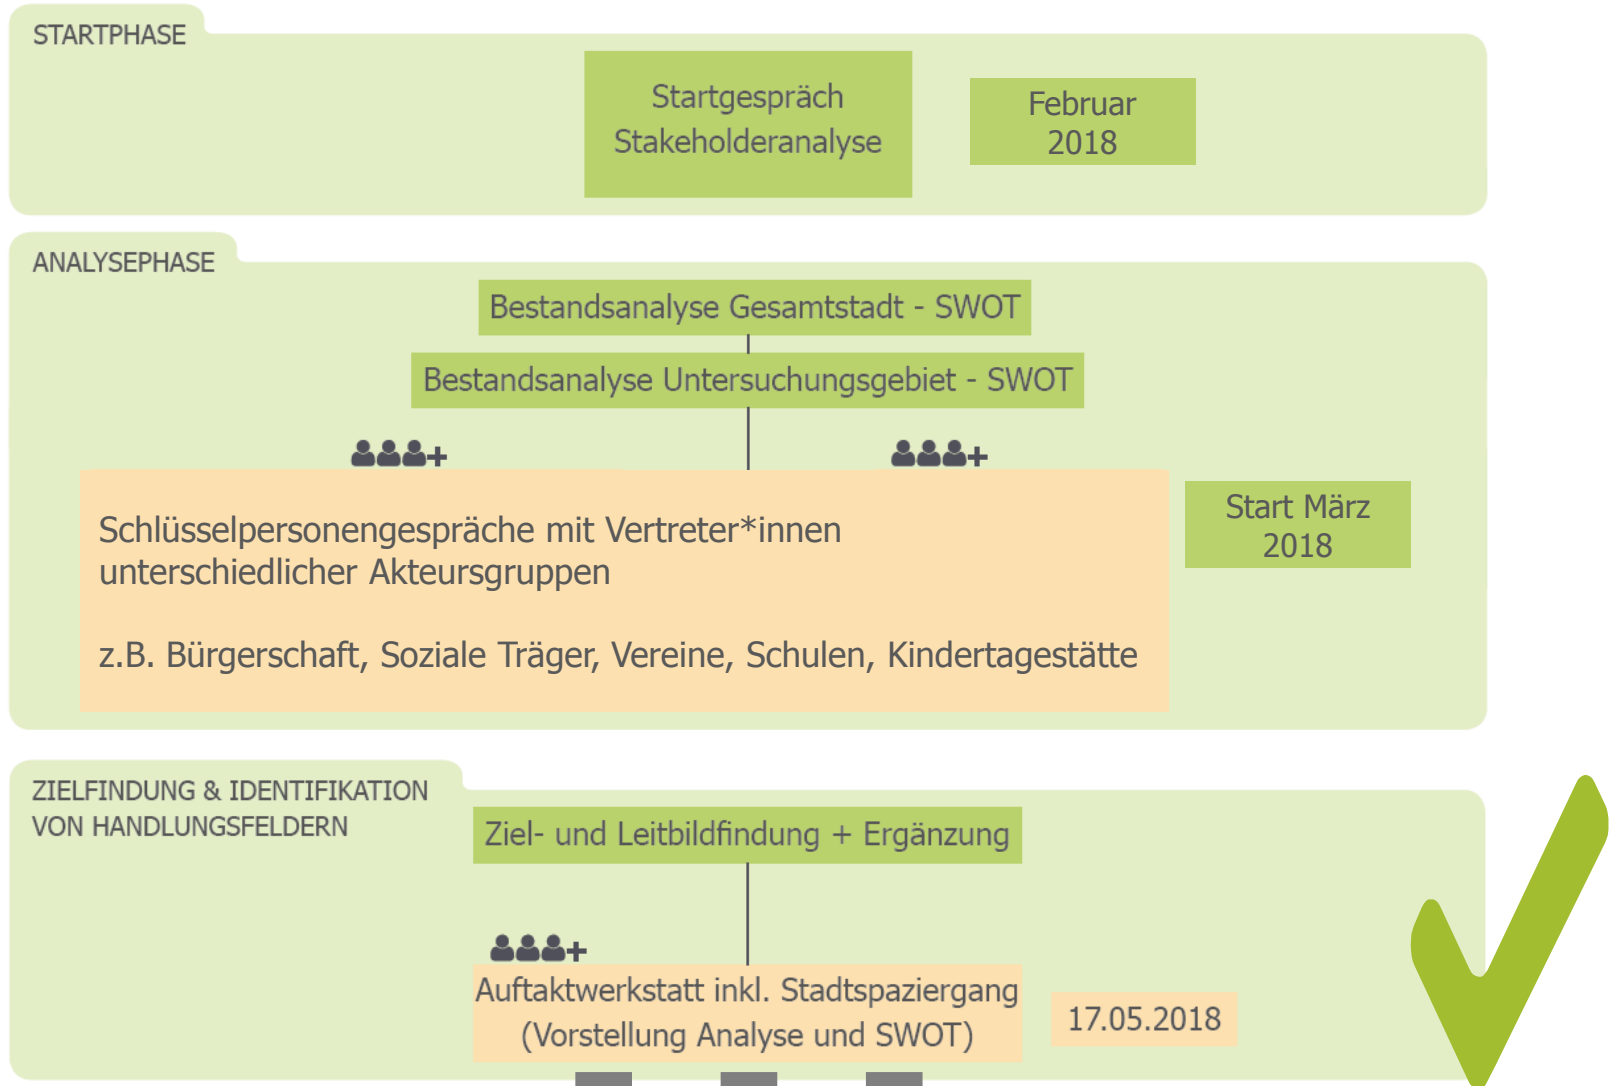 STARTPHASE
Startgespräch
Stakeholderanalyse
Februar
2018
ANALYSEPHASE
Bestandsanalyse Gesamtstadt - SWOT
Bestandsanalyse Untersuchungsgebiet - SWOT
Schlüsselpersonengespräche mit Vertreter*innen
unterschiedlicher Akteursgruppen
z.B. Bürgerschaft, Soziale Träger, Vereine, Schulen, Kindertagestätte
Start März
2018
ZIELFINDUNG & IDENTIFIKATION
VON HANDLUNGSFELDERN
Ziel- und Leitbildfindung + Ergänzung
Auftaktwerkstatt inkl. Stadtspaziergang
(Vorstellung Analyse und SWOT)
17.05.2018